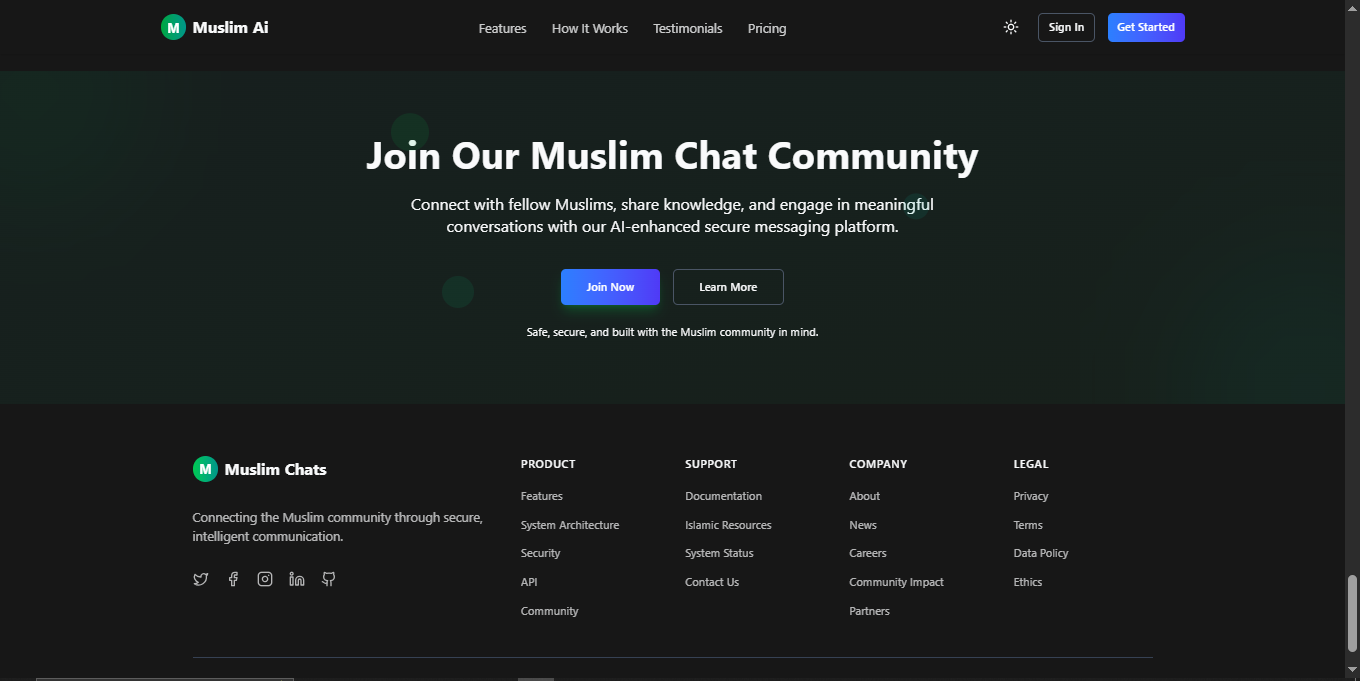 M Muslim Ai
Features How It Works Testimonials Pricing
Sign In Get Started
Join Our Muslim Chat Community
Connect with fellow Muslims, share knowledge, and engage in meaningful
conversations with our AI-enhanced secure messaging platform.
Join Now Learn More
Safe, secure, and built with the Muslim community in mind.
M Muslim Chats
Connecting the Muslim community through secure,
intelligent communication.
PRODUCT
Features
System Architecture
Security
API
Community
SUPPORT
Documentation
Islamic Resources
System Status
Contact Us
COMPANY
About
News
Careers
Community Impact
Partners
LEGAL
Privacy
Terms
Data Policy
Ethics